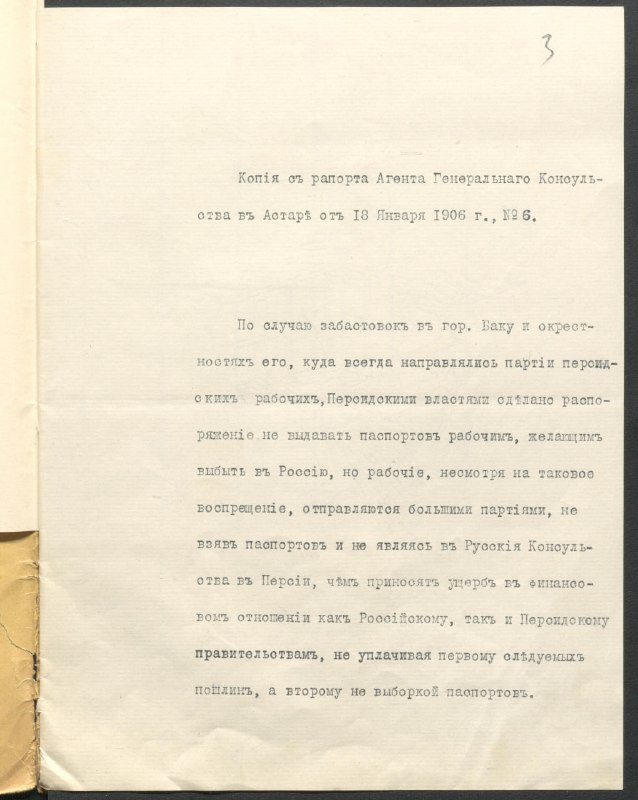 3
Копія съ рапорта Агента Генеральнаго Консуль-
ства въ Астарѣ отъ 18 Января 1906 г., № 6.
По случаю забастовокъ въ гор. Баку и окрест-
ностяхъ его, куда всегда направлялись партіи персид-
скихъ рабочихъ,Персидскими властями сдѣлано распо-
ряженіе не выдавать паспортовъ рабочимъ, желающимъ
выбыть въ Россію, но рабочіе, несмотря на таковое
воспрещеніе, отправляются большими партіями, не
взявъ паспортовъ и не являясь въ Русскія Консуль-
ства въ Персіи, чѣмъ приносятъ ущербъ въ финансо-
вомъ отношеніи какъ Россійскому, такъ и Персидскому
правительствамъ, не уплачивая первому слѣдуемыхъ
пошлин, а второму не выборкой паспортовъ.